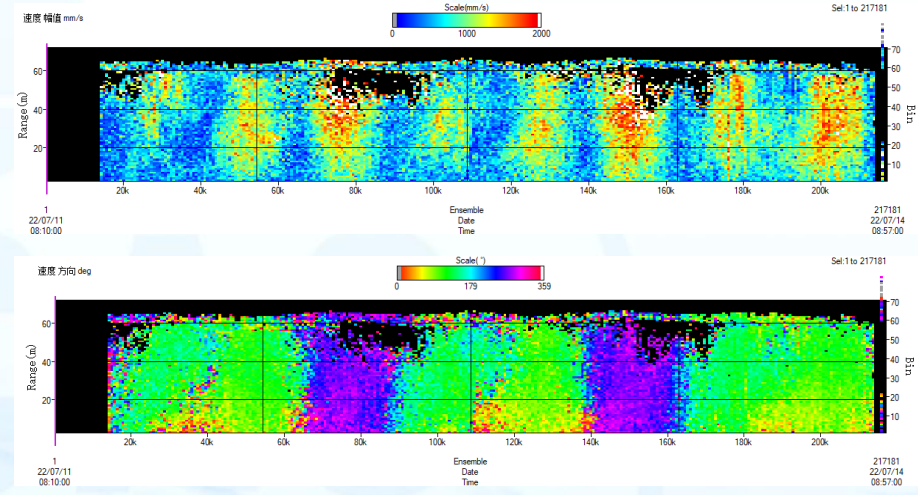 速度 幅值 mm/s
Scale(mm/s)
Sel:1 to 217181
0 1000 2000
Range(m)
60
40
20
70
60
50
40
30
20
10
Bin
20k 40k 60k 80k 100k 120k 140k 160k 180k 200k
1 Ensemble 217181
22/07/11 Date 22/07/14
08:10:00 Time 08:57:00
速度 方向 deg
Scale(°)
Sel:1 to 217181
0 179 359
Range(m)
60
40
20
70
60
50
40
30
20
10
Bin
20k 40k 60k 80k 100k 120k 140k 160k 180k 200k
1 Ensemble 217181
22/07/11 Date 22/07/14
08:10:00 Time 08:57:00